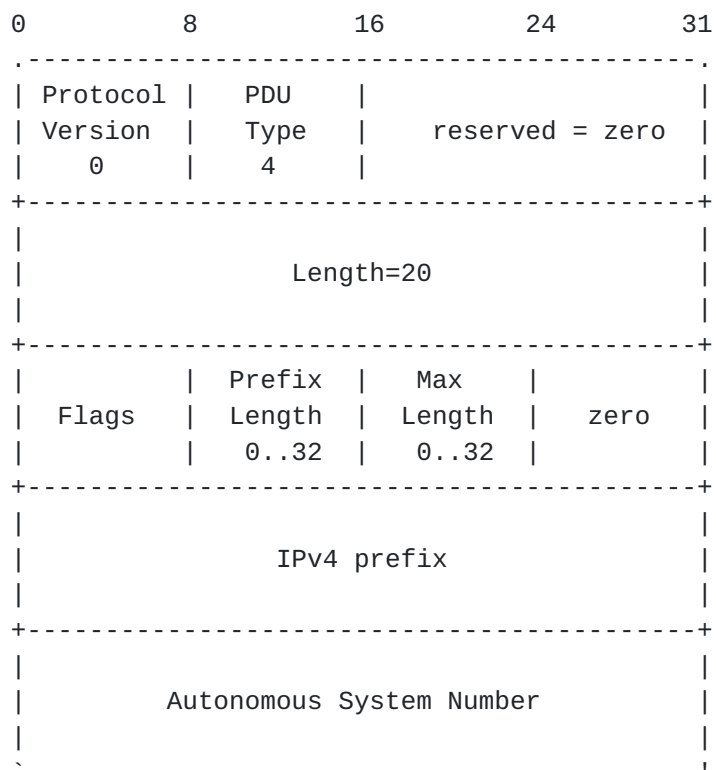 0          8          16         24        31
.-------------------------------------------.
| Protocol |   PDU    |                     |
| Version  |   Type   |    reserved = zero  |
|    0     |    4     |                     |
+-------------------------------------------+
|                                           |
|                 Length=20                 |
|                                           |
+-------------------------------------------+
|          |  Prefix  |   Max    |          |
|  Flags   |  Length  |  Length  |   zero   |
|          |   0..32  |   0..32  |          |
+-------------------------------------------+
|                                           |
|                IPv4 prefix                |
|                                           |
+-------------------------------------------+
|                                           |
|         Autonomous System Number          |
|                                           |
`-------------------------------------------'